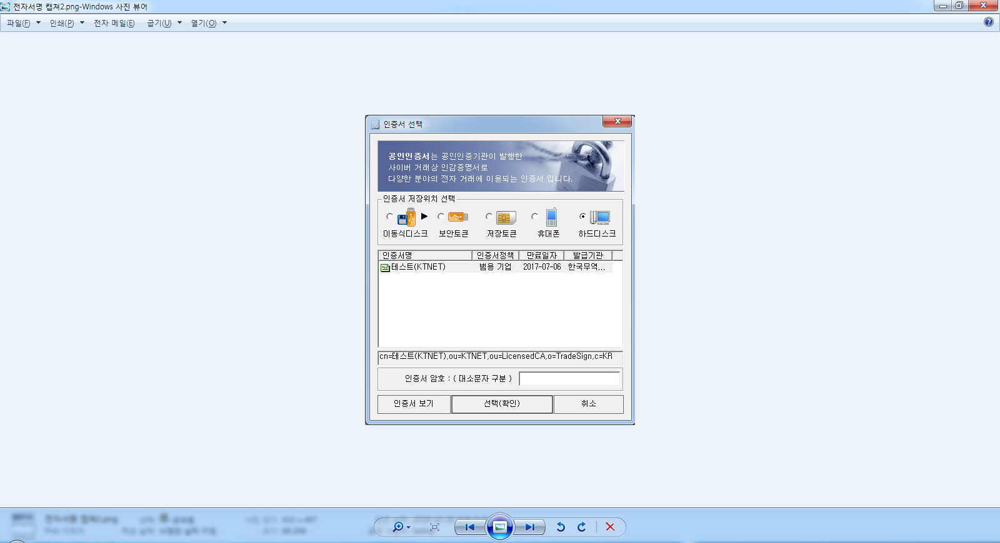 전자서명 캡쳐2.png-Windows 사진 뷰어
파일(F) 인쇄(P) 전자 메일(E) 굽기(U) 열기(O)
인증서 선택
공인인증서는 공인인증기관이 발행한
사이버 거래상 인감증명서로
다양한 분야의 전자 거래에 이용되는 인증서 입니다.
인증서 저장위치 선택
이동식디스크 보안토큰 저장토큰 휴대폰 하드디스크
인증서명 인증서정책 만료일자 발급기관
테스트(KTNET) 범용 기업 2017-07-06 한국무역...
cn=테스트(KTNET),ou=KTNET,ou=LicensedCA,o=TradeSign,c=KR
인증서 암호 : ( 대소문자 구분 )
인증서 보기 선택(확인) 취소
전자서명 캡쳐2.png